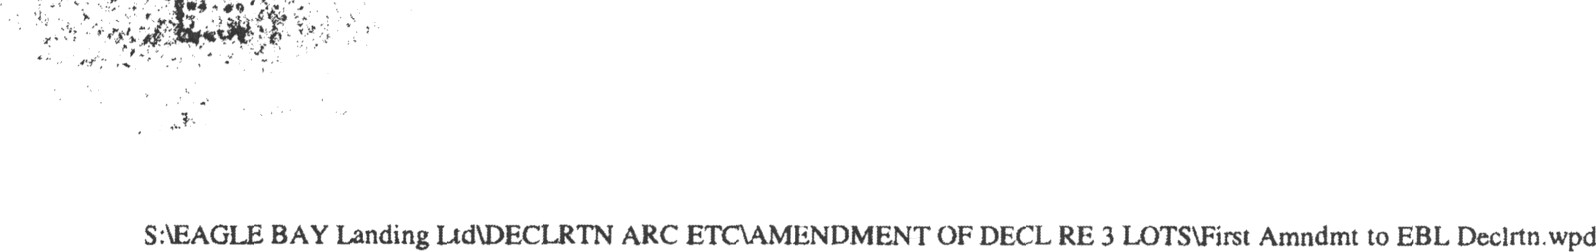 S:\EAGLE BAY Landing Ltd\DECLRTN ARC ETC\AMENDMENT OF DECL RE 3 LOTS\First Amndmt to EBL Declrtn.wpd